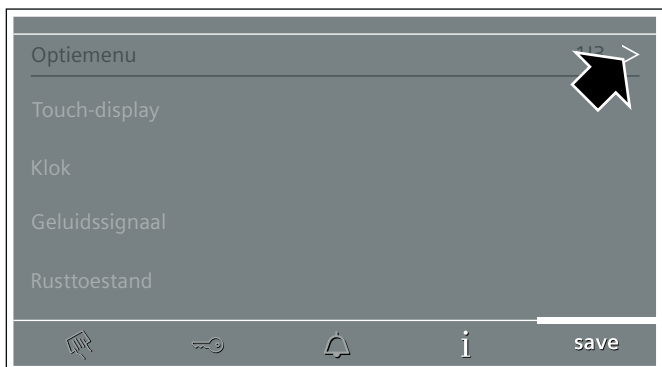 Optiemenu
Touch-display
Klok
Geluidssignaal
Rusttoestand
i save